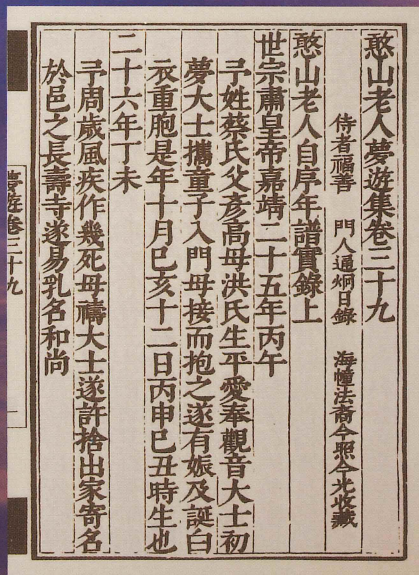 憨山老人夢遊集卷三十九
侍者福善 門人通炯日錄 海幢法裔今照今光收藏
憨山老人自序年譜實錄上
世宗肅皇帝嘉靖二十五年丙午
予姓蔡氏父彥高母洪氏生平愛奉觀音大士初
夢大士攜童子入門母接而抱之遂有娠及誕白
衣重胞是年十月己亥十二日丙申己丑時生也
二十六年丁未
予周歲風疾作幾死母禱大士遂許捨出家寄名
於邑之長壽寺遂易乳名和尚
夢遊卷三十九
一